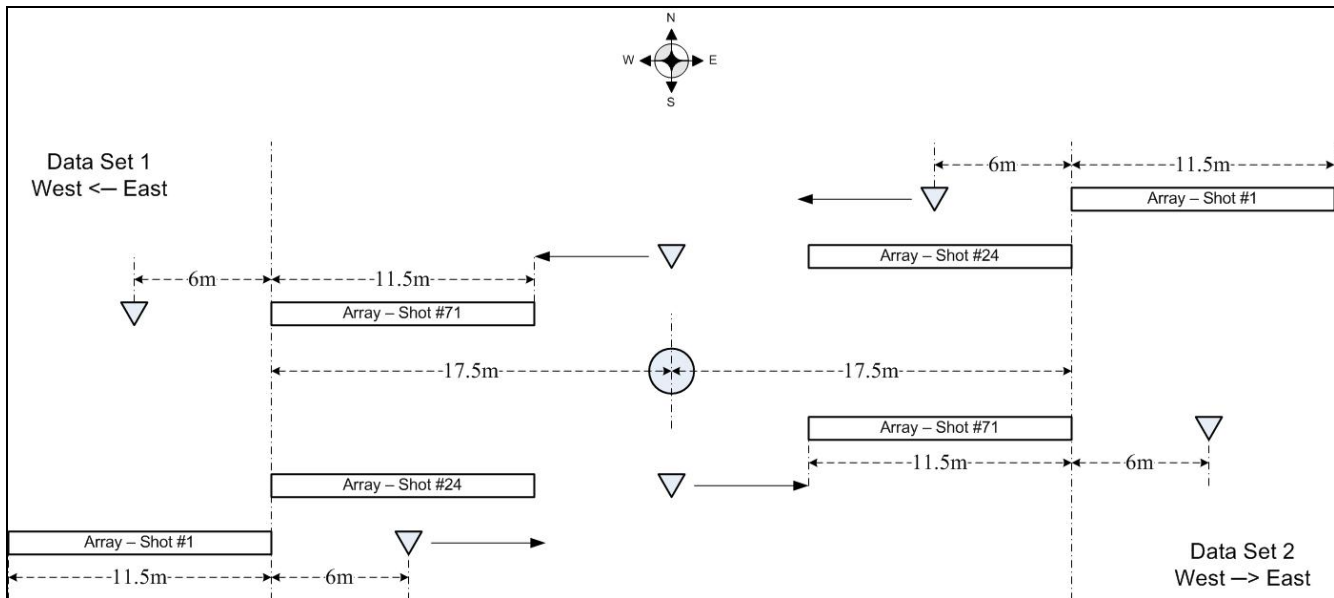 N
W E
S
Data Set 1
West <— East
6m 11.5m
Array – Shot #1
Array – Shot #24
6m 11.5m
Array – Shot #71
17.5m 17.5m
Array – Shot #71
11.5m 6m
Array – Shot #24
Array – Shot #1
11.5m 6m
Data Set 2
West —> East